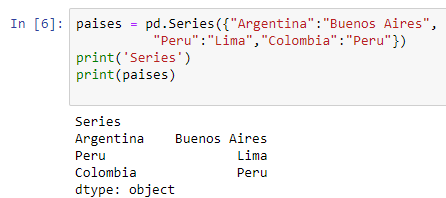 In [6]: paises = pd.Series({"Argentina":"Buenos Aires",
"Peru":"Lima","Colombia":"Peru"})
print('Series')
print(paises)
Series
Argentina    Buenos Aires
Peru                 Lima
Colombia             Peru
dtype: object